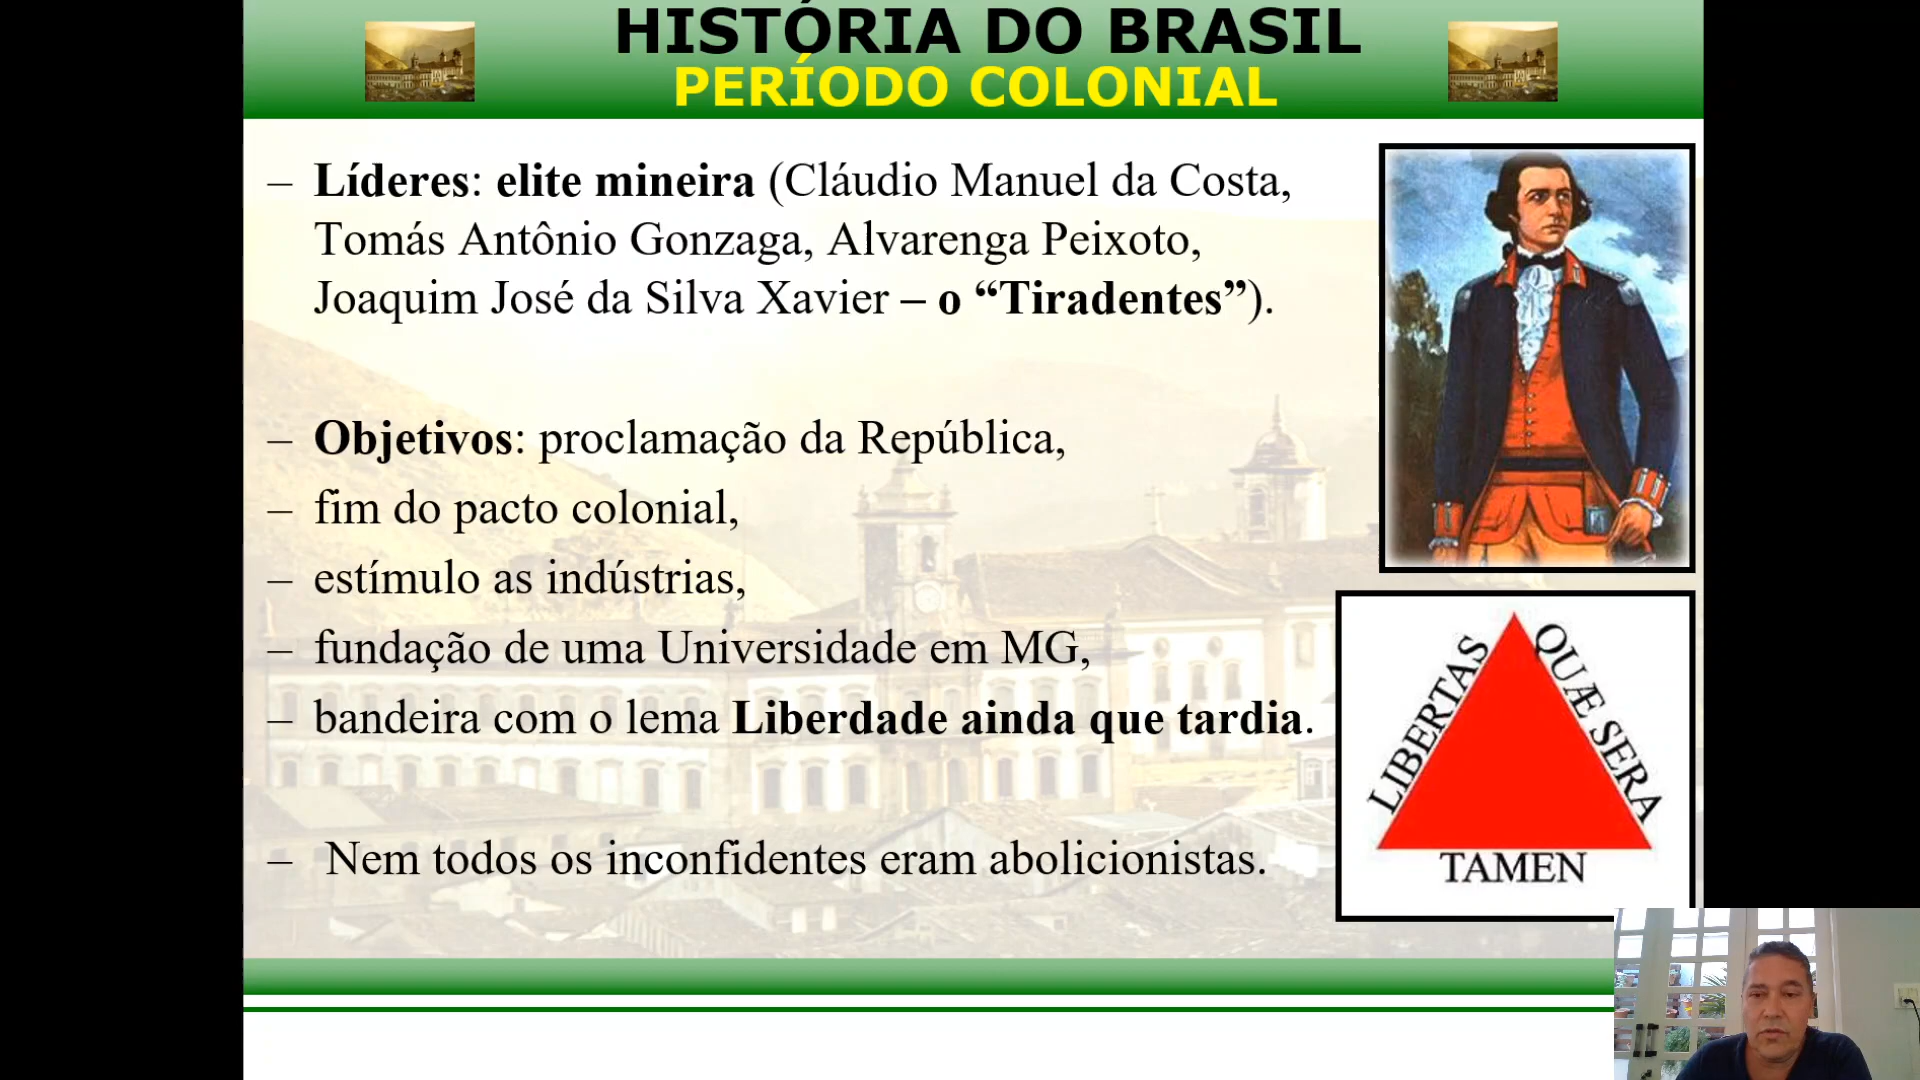 HISTÓRIA DO BRASIL
PERÍODO COLONIAL
– Líderes: elite mineira (Cláudio Manuel da Costa,
Tomás Antônio Gonzaga, Alvarenga Peixoto,
Joaquim José da Silva Xavier – o “Tiradentes”).
– Objetivos: proclamação da República,
– fim do pacto colonial,
– estímulo as indústrias,
– fundação de uma Universidade em MG,
– bandeira com o lema Liberdade ainda que tardia.
– Nem todos os inconfidentes eram abolicionistas.
LIBERTAS
QUÆ SERA
TAMEN